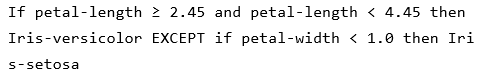 If petal-length ≥ 2.45 and petal-length < 4.45 then
Iris-versicolor EXCEPT if petal-width < 1.0 then Iri
s-setosa